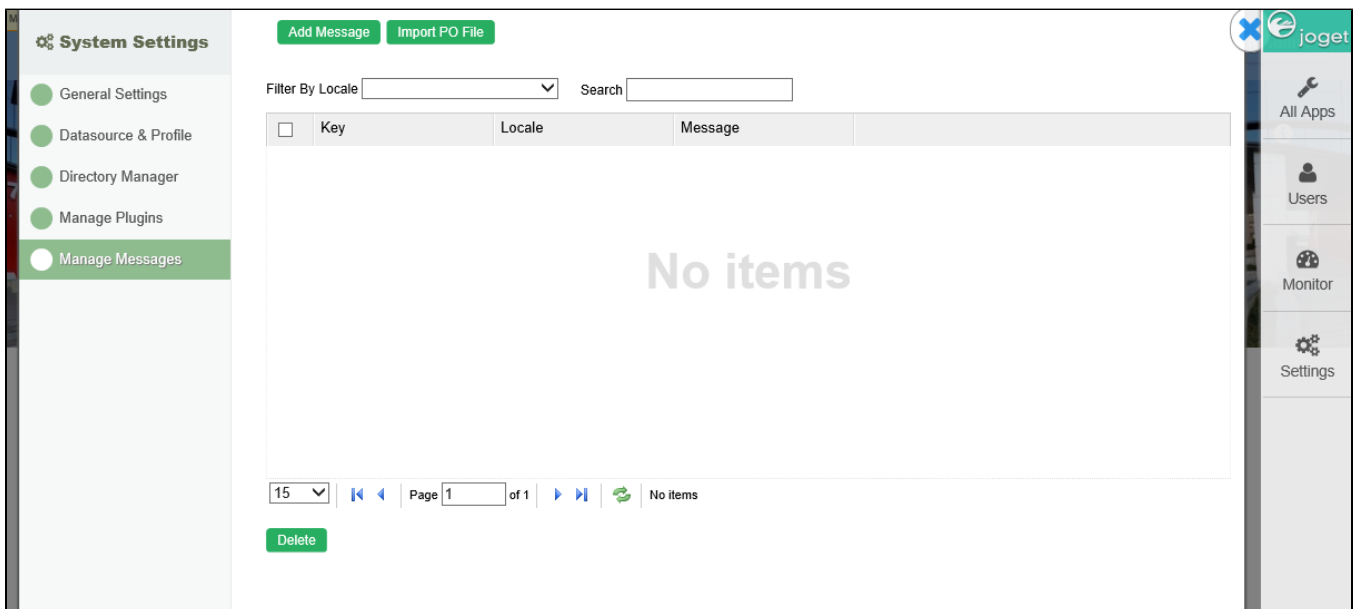 System Settings
General Settings
Datasource & Profile
Directory Manager
Manage Plugins
Manage Messages
Add Message Import PO File
Filter By Locale Search
Key Locale Message
No items
15 Page 1 of 1 No items
Delete
joget
All Apps
Users
Monitor
Settings